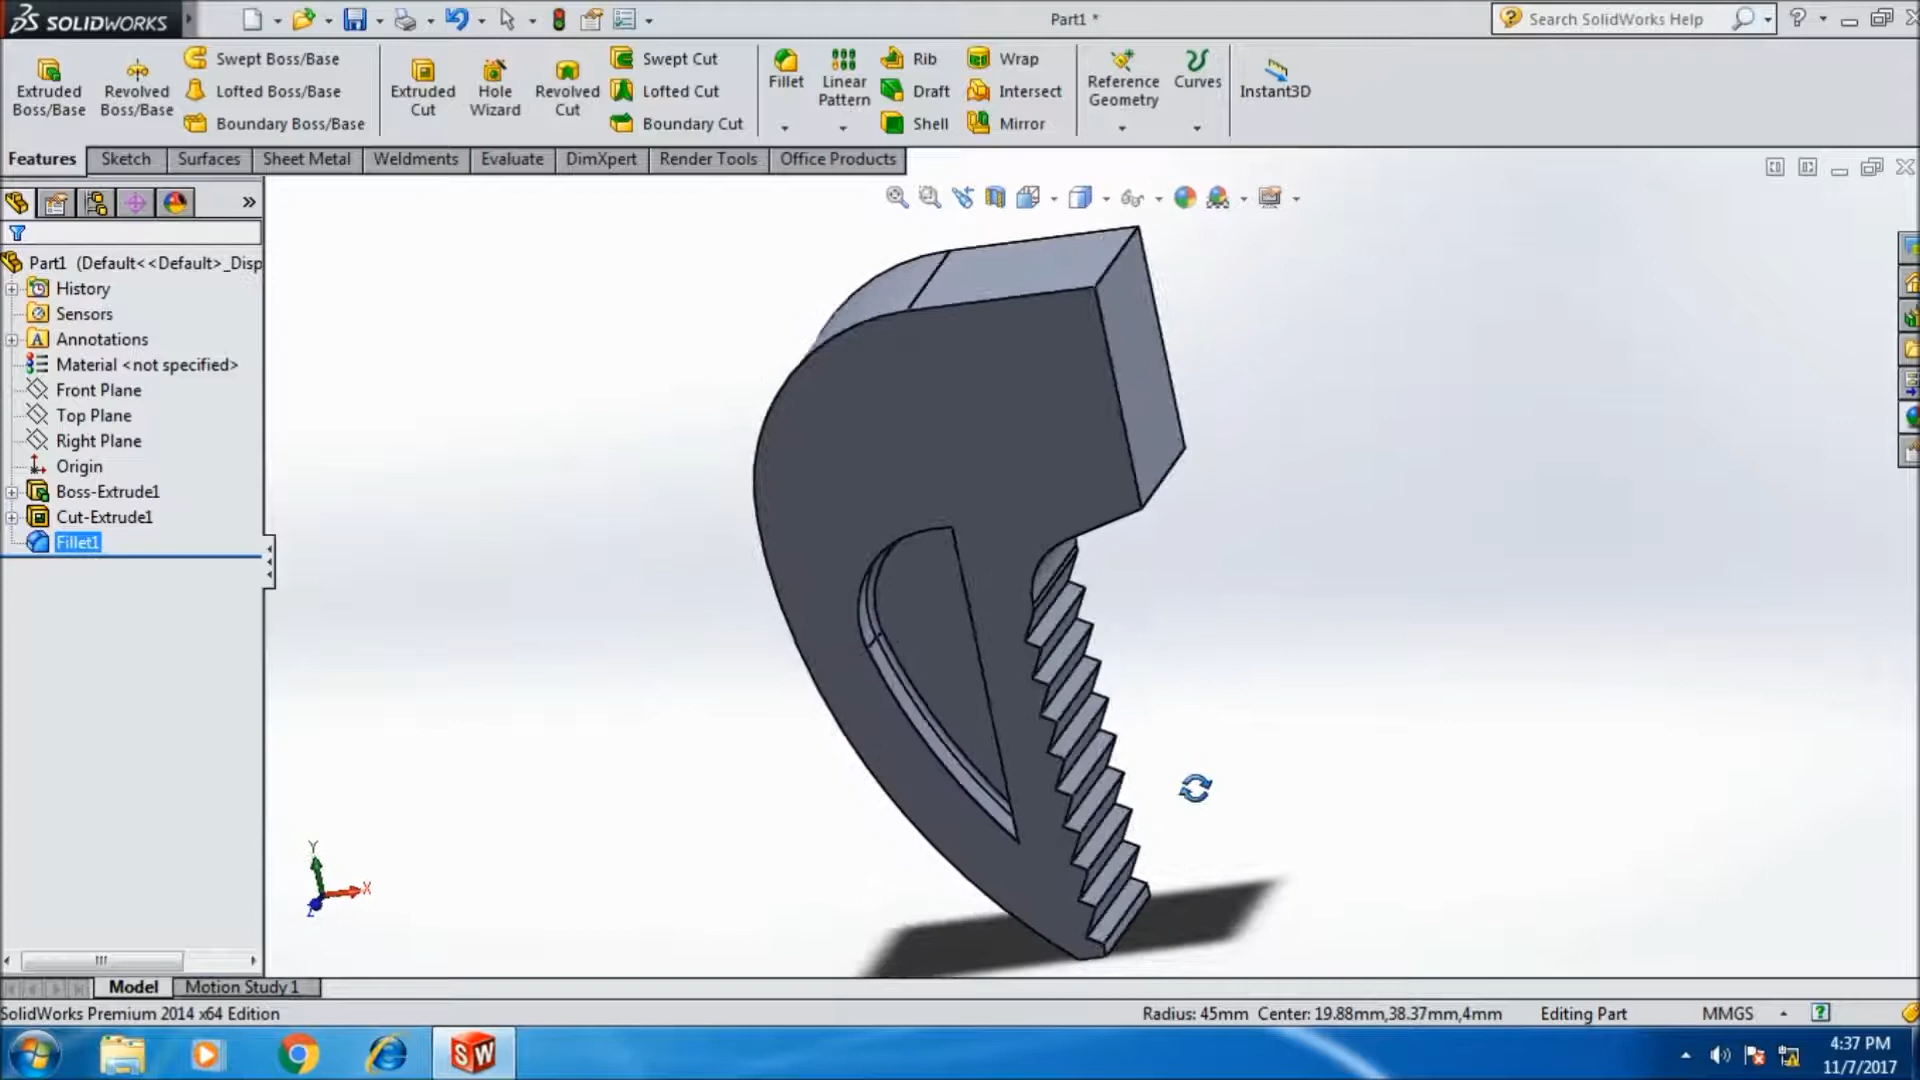 SOLIDWORKS
Part1 *
Search SolidWorks Help
Extruded Boss/Base
Revolved Boss/Base
Swept Boss/Base
Lofted Boss/Base
Boundary Boss/Base
Extruded Cut
Hole Wizard
Revolved Cut
Swept Cut
Lofted Cut
Boundary Cut
Fillet
Linear Pattern
Rib
Draft
Shell
Wrap
Intersect
Mirror
Reference Geometry
Curves
Instant3D
Features
Sketch
Surfaces
Sheet Metal
Weldments
Evaluate
DimXpert
Render Tools
Office Products
Part1 (Default<<Default>_Disp
History
Sensors
Annotations
Material <not specified>
Front Plane
Top Plane
Right Plane
Origin
Boss-Extrude1
Cut-Extrude1
Fillet1
Y
X
Z
Model
Motion Study 1
SolidWorks Premium 2014 x64 Edition
Radius: 45mm Center: 19.88mm,38.37mm,4mm
Editing Part
MMGS
SW
4:37 PM
11/7/2017